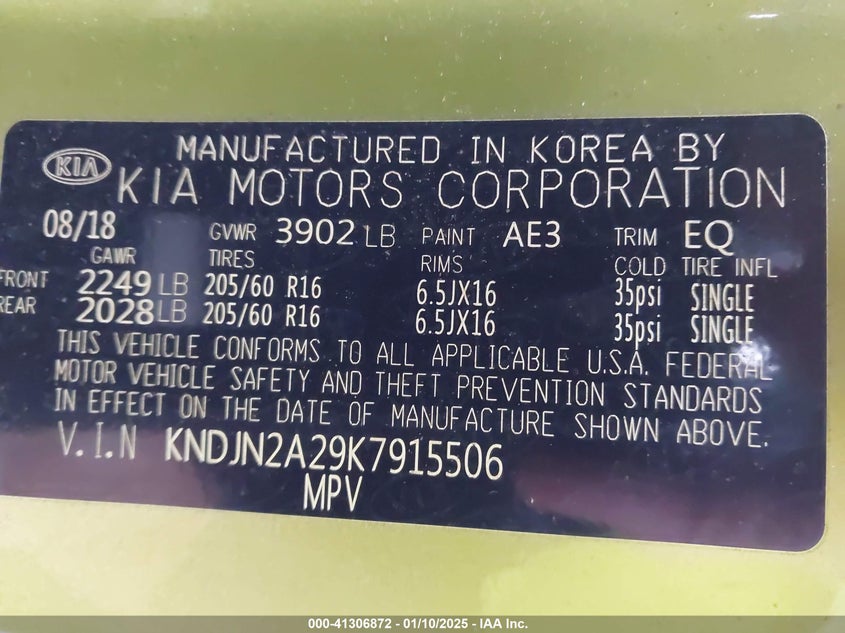 MANUFACTURED IN KOREA BY
KIA KIA MOTORS CORPORATION
08/18 GVWR 3902 LB PAINT AE3 TRIM EQ
GAWR TIRES RIMS COLD TIRE INFL
FRONT 2249 LB 205/60 R16 6.5JX16 35psi SINGLE
REAR 2028 LB 205/60 R16 6.5JX16 35psi SINGLE
THIS VEHICLE CONFORMS TO ALL APPLICABLE U.S.A. FEDERAL
MOTOR VEHICLE SAFETY AND THEFT PREVENTION STANDARDS
IN EFFECT ON THE DATE OF MANUFACTURE SHOWN ABOVE.
V.I.N KNDJN2A29K7915506
MPV
000-41306872 — 01/10/2025 — IAA Inc.